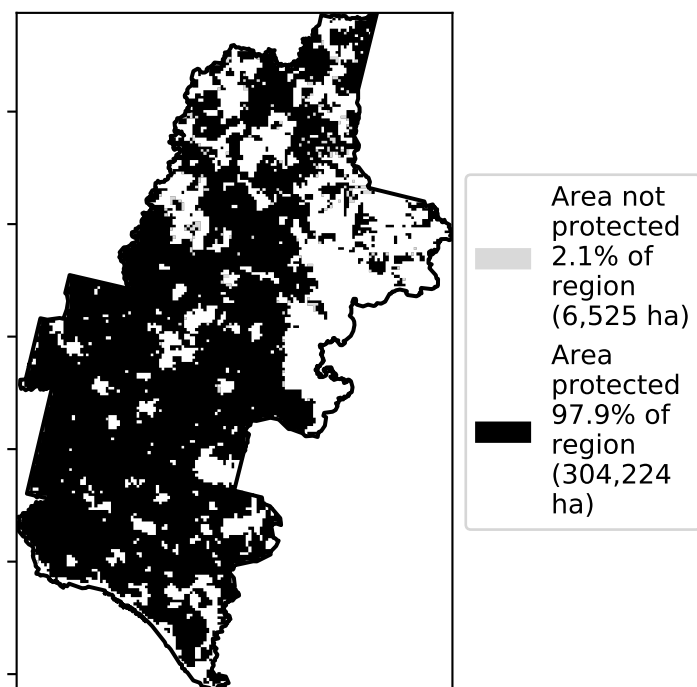 Area not
protected
2.1% of
region
(6,525 ha)
Area
protected
97.9% of
region
(304,224
ha)